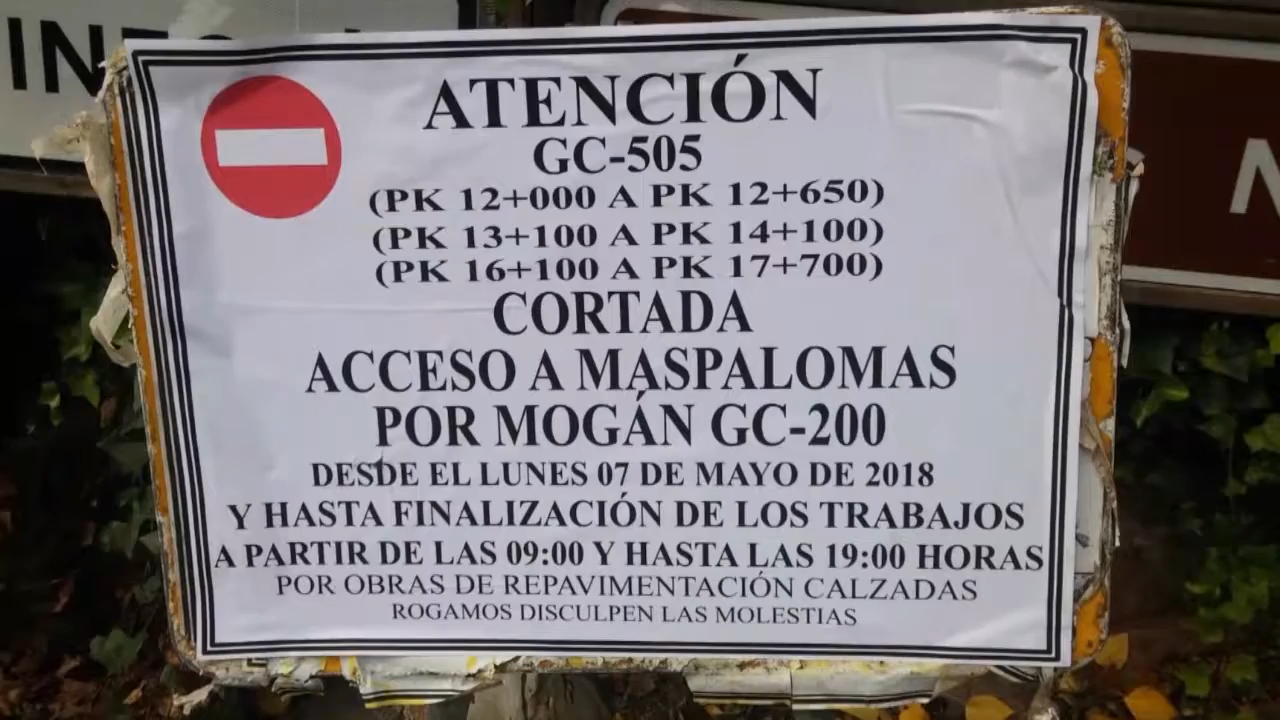 ATENCIÓN
GC-505
(PK 12+000 A PK 12+650)
(PK 13+100 A PK 14+100)
(PK 16+100 A PK 17+700)
CORTADA
ACCESO A MASPALOMAS
POR MOGÁN GC-200
DESDE EL LUNES 07 DE MAYO DE 2018
Y HASTA FINALIZACIÓN DE LOS TRABAJOS
A PARTIR DE LAS 09:00 Y HASTA LAS 19:00 HORAS
POR OBRAS DE REPAVIMENTACIÓN CALZADAS
ROGAMOS DISCULPEN LAS MOLESTIAS